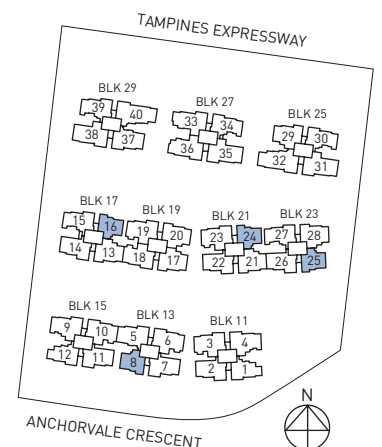 TAMPINES EXPRESSWAY
BLK 29
39 40
38 37
BLK 27
33 34
36 35
BLK 25
29 30
32 31
BLK 17
15 16
14 13
BLK 19
19 20
18 17
BLK 21
23 24
22 21
BLK 23
27 28
26 25
BLK 15
9 10
12 11
BLK 13
5 6
8 7
BLK 11
3 4
2 1
ANCHORVALE CRESCENT
N